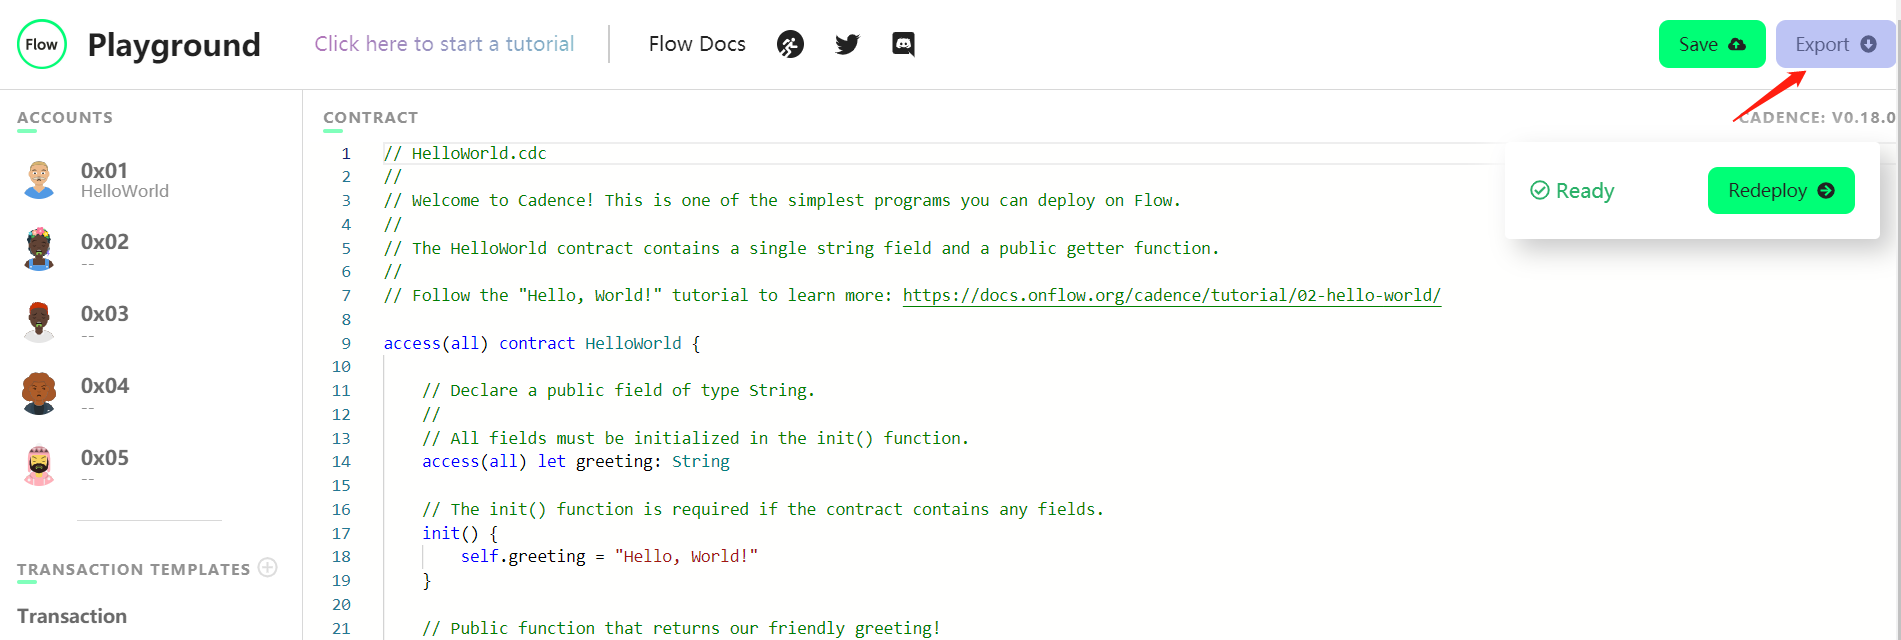 Flow Playground Click here to start a tutorial Flow Docs Save Export
ACCOUNTS
0x01
HelloWorld
0x02
--
0x03
--
0x04
--
0x05
--
TRANSACTION TEMPLATES
Transaction
CONTRACT
CADENCE: V0.18.0
Ready Redeploy
1 // HelloWorld.cdc
2 //
3 // Welcome to Cadence! This is one of the simplest programs you can deploy on Flow.
4 //
5 // The HelloWorld contract contains a single string field and a public getter function.
6 //
7 // Follow the "Hello, World!" tutorial to learn more: https://docs.onflow.org/cadence/tutorial/02-hello-world/
8
9 access(all) contract HelloWorld {
10
11 // Declare a public field of type String.
12 //
13 // All fields must be initialized in the init() function.
14 access(all) let greeting: String
15
16 // The init() function is required if the contract contains any fields.
17 init() {
18 self.greeting = "Hello, World!"
19 }
20
21 // Public function that returns our friendly greeting!